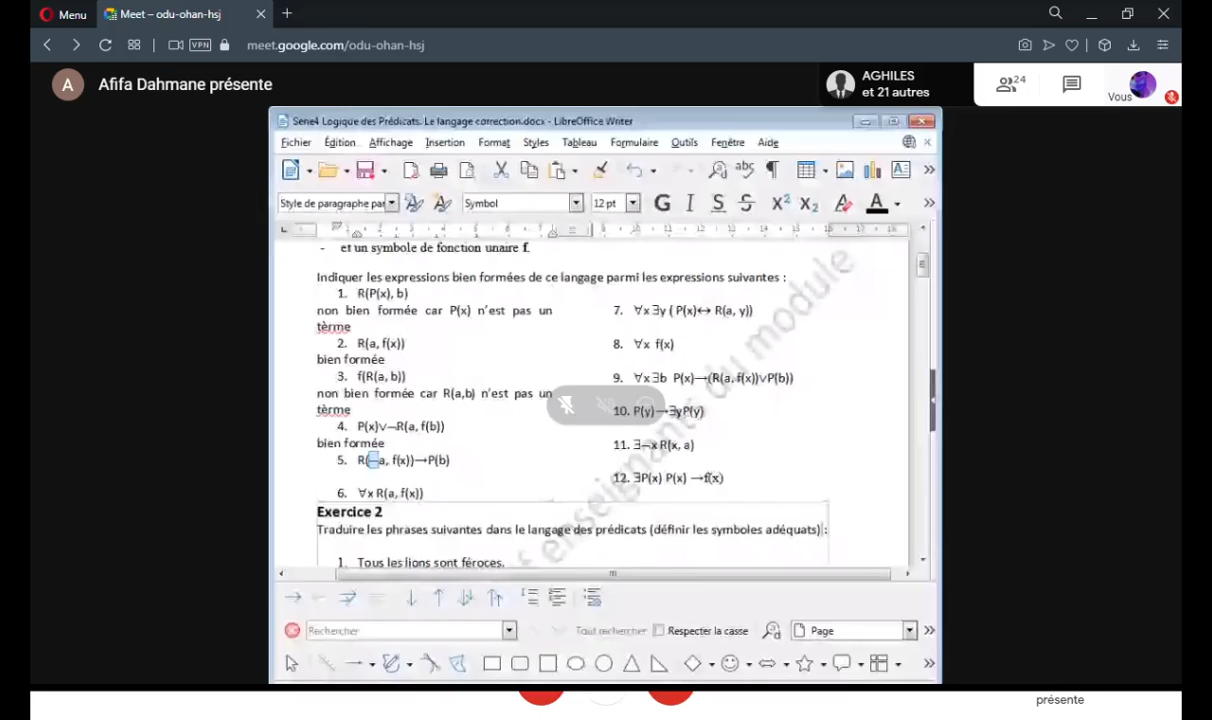 Menu
Meet – odu-ohan-hsj
meet.google.com/odu-ohan-hsj
VPN
A
Afifa Dahmane présente
AGHILES
et 21 autres
24
Vous
Serie4 Logique des Prédicats. Le langage correction.docx - LibreOffice Writer
Fichier Édition Affichage Insertion Format Styles Tableau Formulaire Outils Fenêtre Aide
Style de paragraphe par
Symbol
12 pt
G I S S X² X₂ A
- et un symbole de fonction unaire f.
Indiquer les expressions bien formées de ce langage parmi les expressions suivantes :
1. R(P(x), b)
non bien formée car P(x) n’est pas un
tèrme
2. R(a, f(x))
bien formée
3. f(R(a, b))
non bien formée car R(a,b) n’est pas un
tèrme
4. P(x)∨¬R(a, f(b))
bien formée
5. R(¬a, f(x))→P(b)
6. ∀x R(a, f(x))
7. ∀x ∃y ( P(x)↔ R(a, y))
8. ∀x f(x)
9. ∀x ∃b P(x)→(R(a, f(x))∨P(b))
10. P(y)→∃yP(y)
11. ∃¬x R(x, a)
12. ∃P(x) P(x) →f(x)
Exercice 2
Traduire les phrases suivantes dans le langage des prédicats (définir les symboles adéquats) :
1. Tous les lions sont féroces.
enseignants du module
Rechercher
Tout rechercher
Respecter la casse
Page
présente